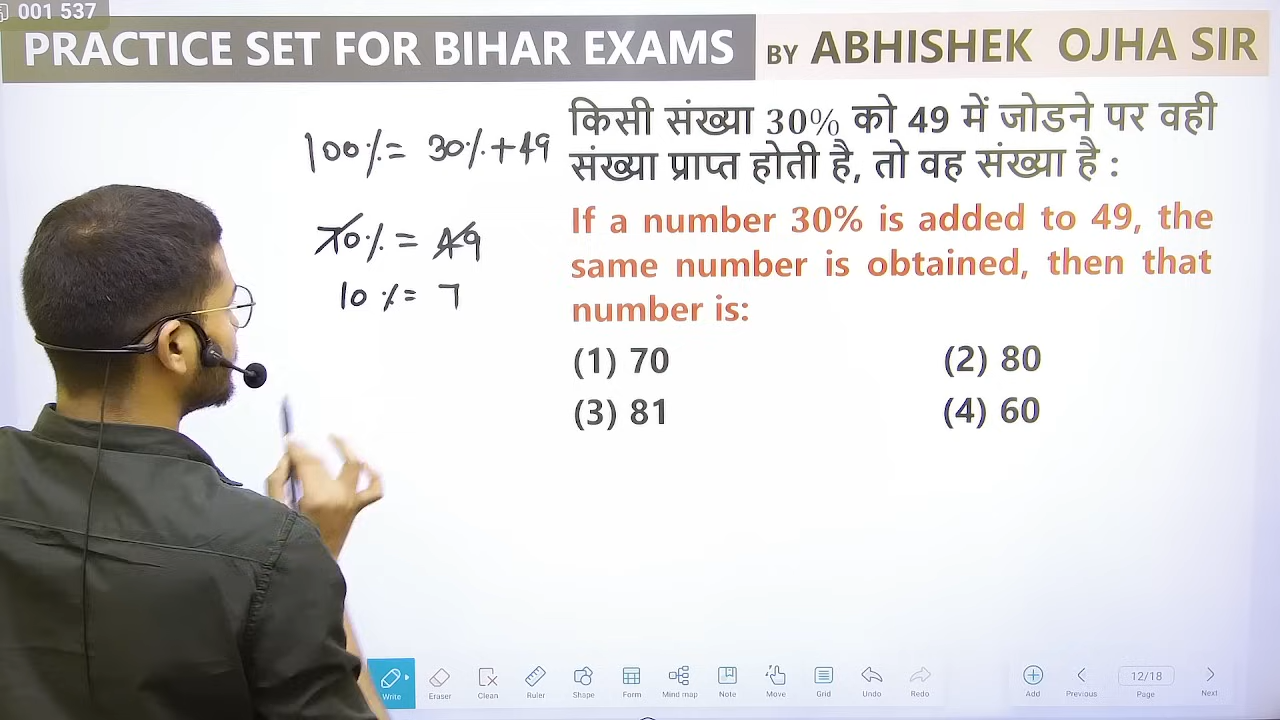 001 537
PRACTICE SET FOR BIHAR EXAMS BY ABHISHEK OJHA SIR
किसी संख्या 30% को 49 में जोडने पर वही
संख्या प्राप्त होती है, तो वह संख्या है :
If a number 30% is added to 49, the
same number is obtained, then that
number is:
(1) 70 (2) 80
(3) 81 (4) 60
100% = 30% + 49
70% = 49
10% = 7
Write Eraser Clean Ruler Shape Form Mind map Note Move Grid Undo Redo Add Previous 12/18 Page Next